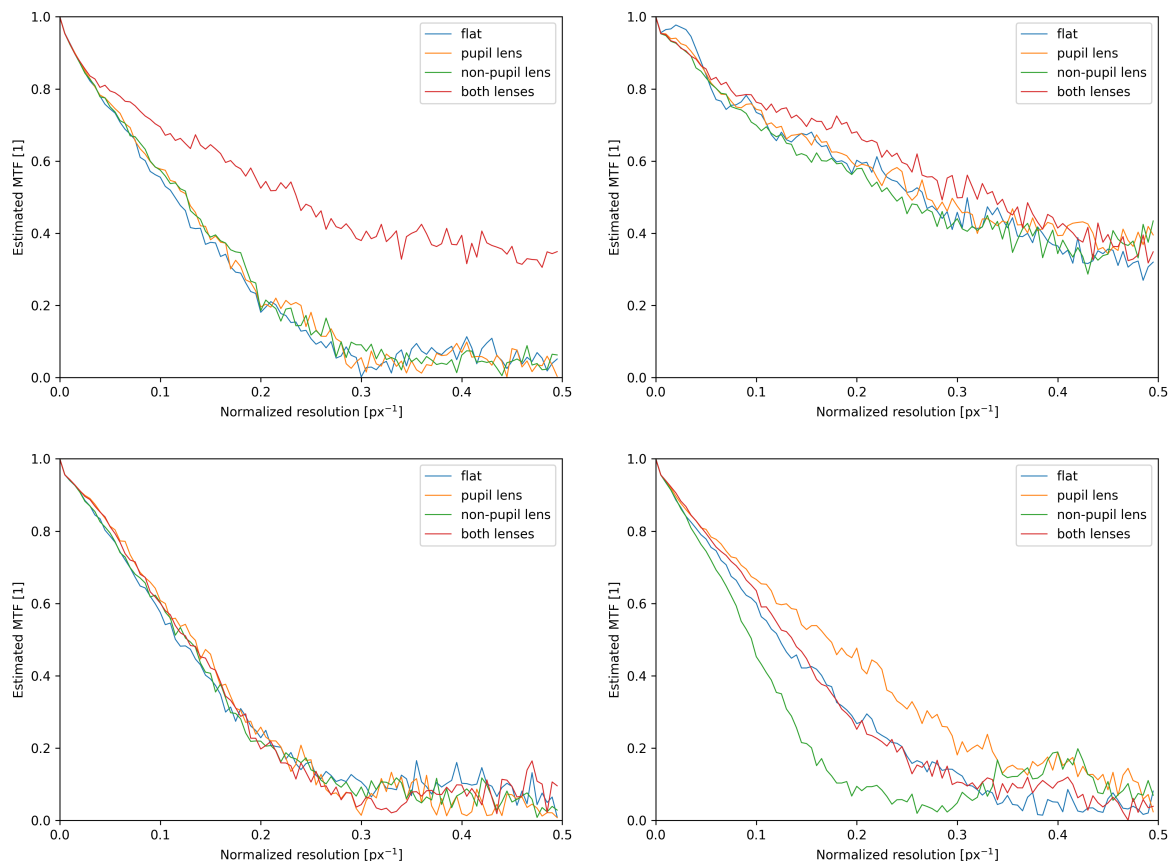 1.0
0.8
0.6
0.4
0.2
0.0
Estimated MTF [1]
flat
pupil lens
non-pupil lens
both lenses
0.0 0.1 0.2 0.3 0.4 0.5
Normalized resolution [px⁻¹]
1.0
0.8
0.6
0.4
0.2
0.0
Estimated MTF [1]
flat
pupil lens
non-pupil lens
both lenses
0.0 0.1 0.2 0.3 0.4 0.5
Normalized resolution [px⁻¹]
1.0
0.8
0.6
0.4
0.2
0.0
Estimated MTF [1]
flat
pupil lens
non-pupil lens
both lenses
0.0 0.1 0.2 0.3 0.4 0.5
Normalized resolution [px⁻¹]
1.0
0.8
0.6
0.4
0.2
0.0
Estimated MTF [1]
flat
pupil lens
non-pupil lens
both lenses
0.0 0.1 0.2 0.3 0.4 0.5
Normalized resolution [px⁻¹]